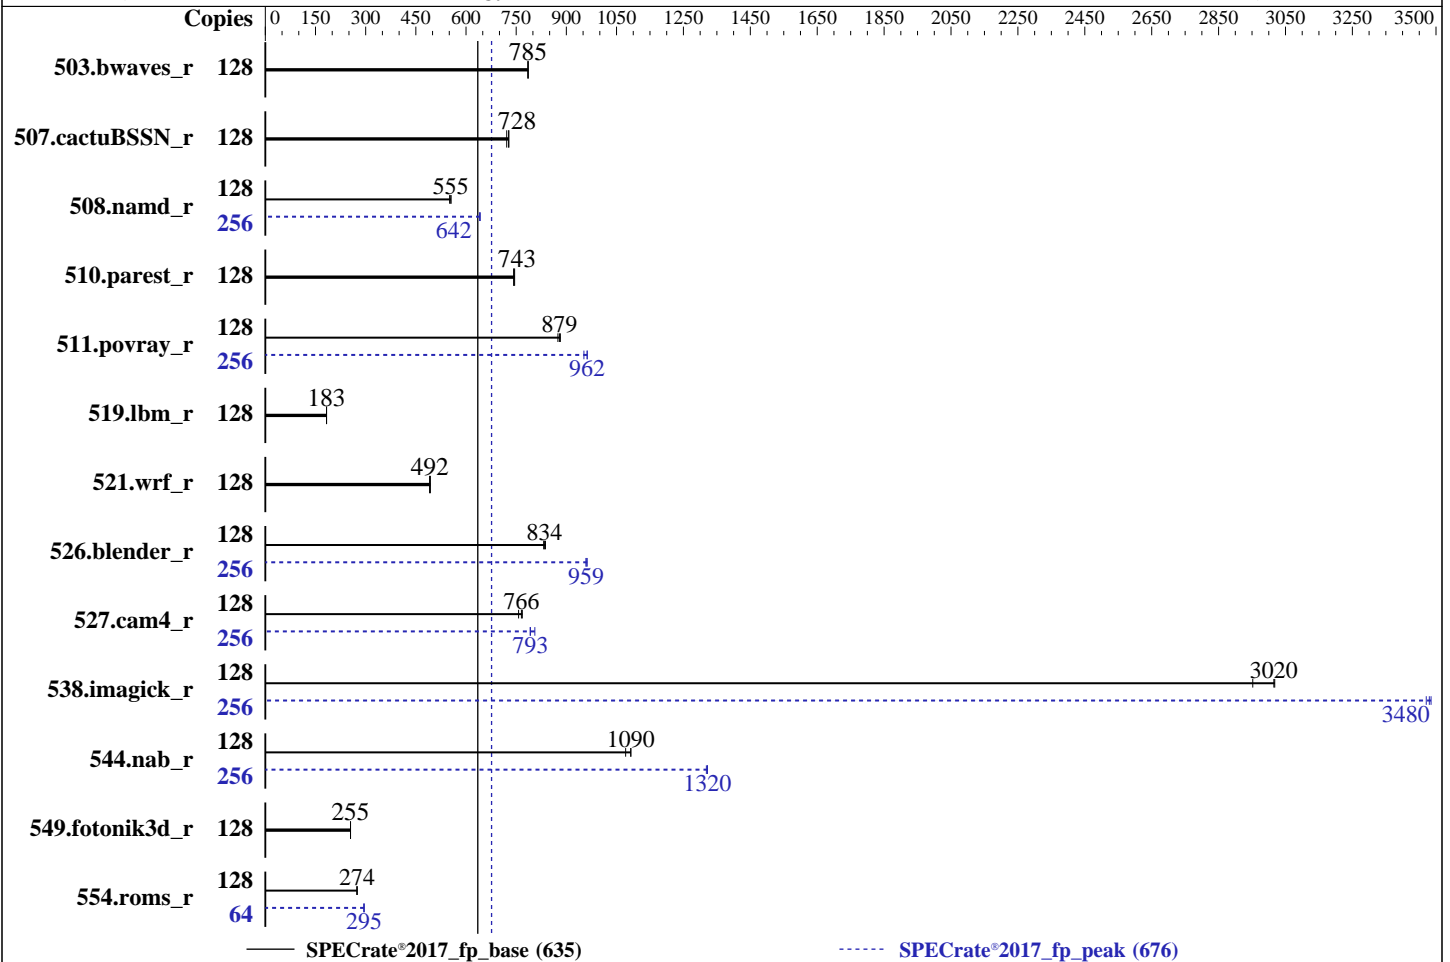 Copies 0 150 300 450 600 750 900 1050 1250 1450 1650 1850 2050 2250 2450 2650 2850 3050 3250 3500
503.bwaves_r 128 785
507.cactuBSSN_r 128 728
508.namd_r 128 555
256 642
510.parest_r 128 743
511.povray_r 128 879
256 962
519.lbm_r 128 183
521.wrf_r 128 492
526.blender_r 128 834
256 959
527.cam4_r 128 766
256 793
538.imagick_r 128 3020
256 3480
544.nab_r 128 1090
256 1320
549.fotonik3d_r 128 255
554.roms_r 128 274
64 295
SPECrate®2017_fp_base (635) SPECrate®2017_fp_peak (676)